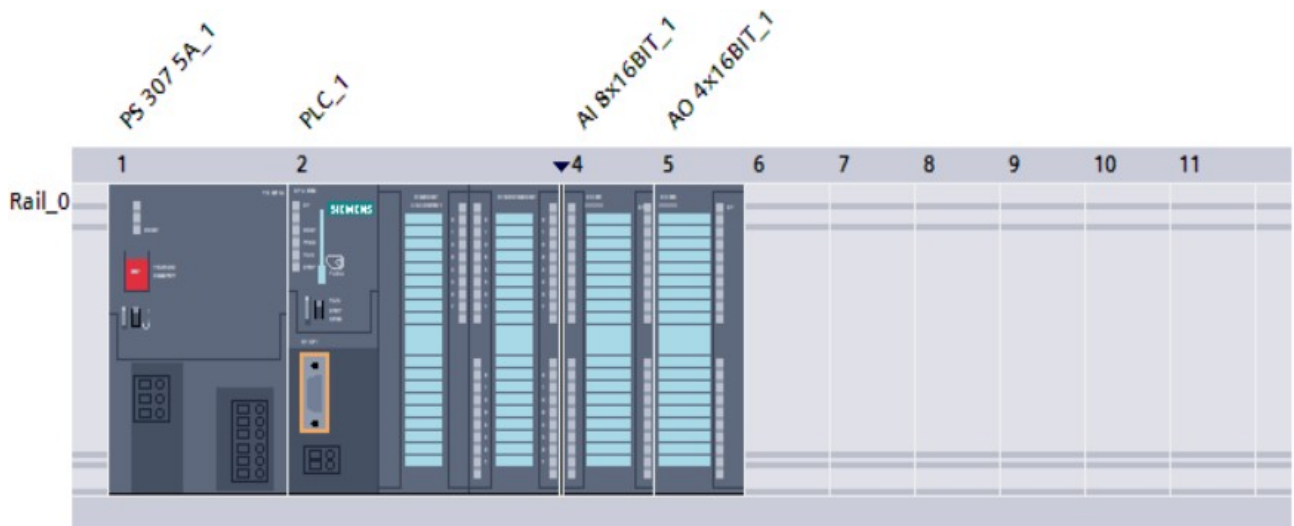 PS 307 5A_1
PLC_1
AI 8x16BIT_1
AO 4x16BIT_1
1 2 4 5 6 7 8 9 10 11
Rail_0
SIEMENS